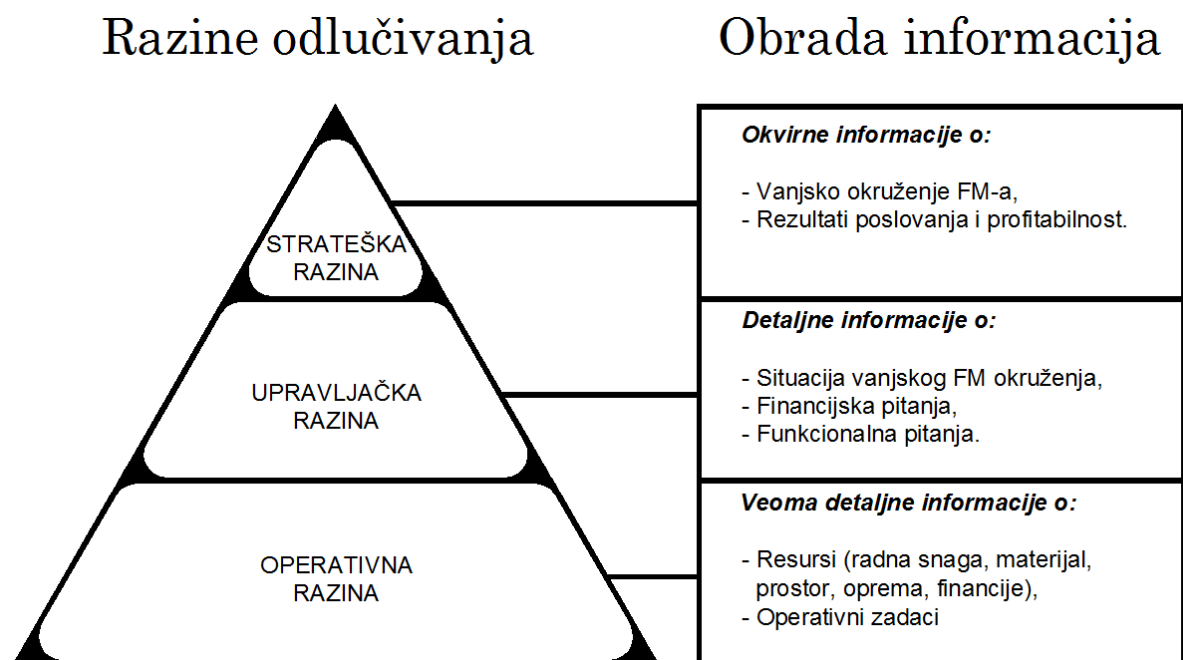 Razine odlučivanja
Obrada informacija
STRATEŠKA
RAZINA
Okvirne informacije o:
- Vanjsko okruženje FM-a,
- Rezultati poslovanja i profitabilnost.
UPRAVLJAČKA
RAZINA
Detaljne informacije o:
- Situacija vanjskog FM okruženja,
- Financijska pitanja,
- Funkcionalna pitanja.
OPERATIVNA
RAZINA
Veoma detaljne informacije o:
- Resursi (radna snaga, materijal,
prostor, oprema, financije),
- Operativni zadaci